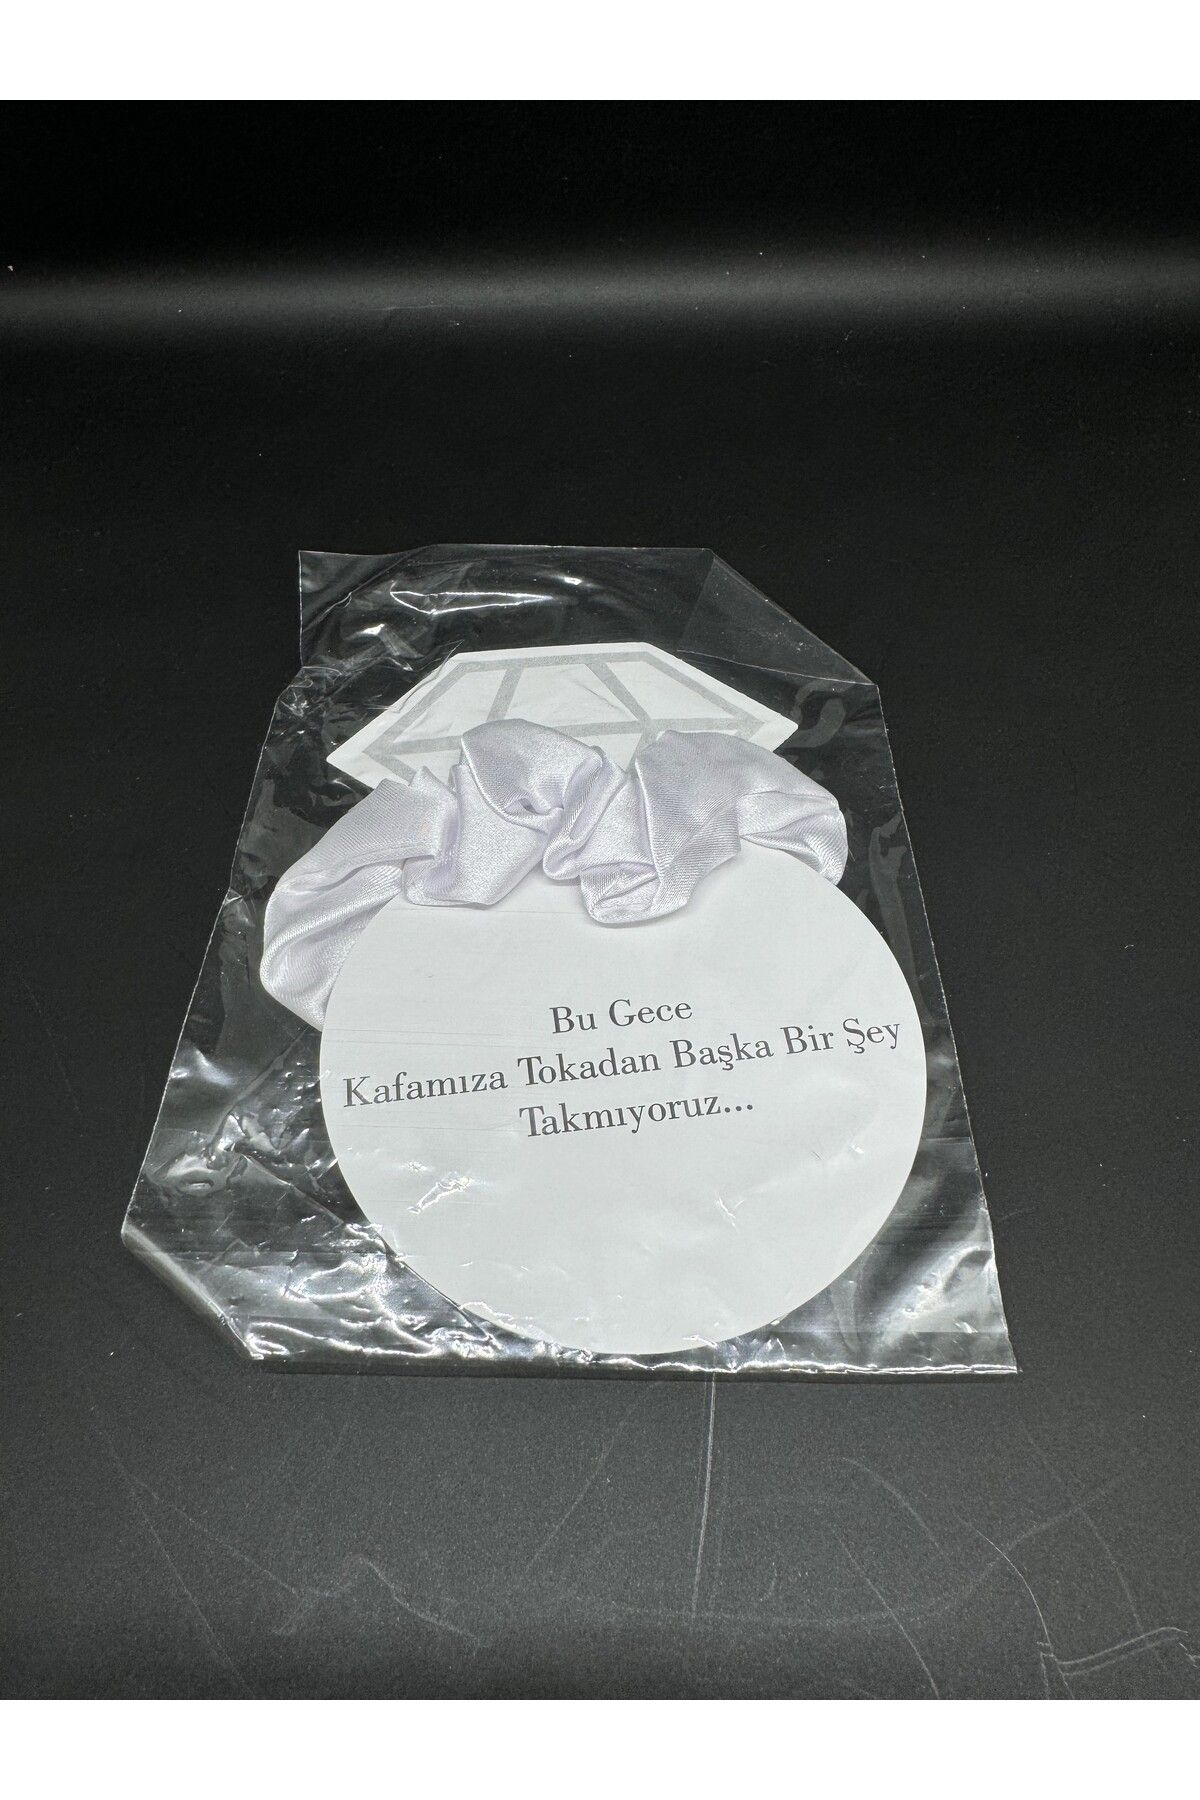 Bu Gece
Kafamıza Tokadan Başka Bir Şey
Takmıyoruz...